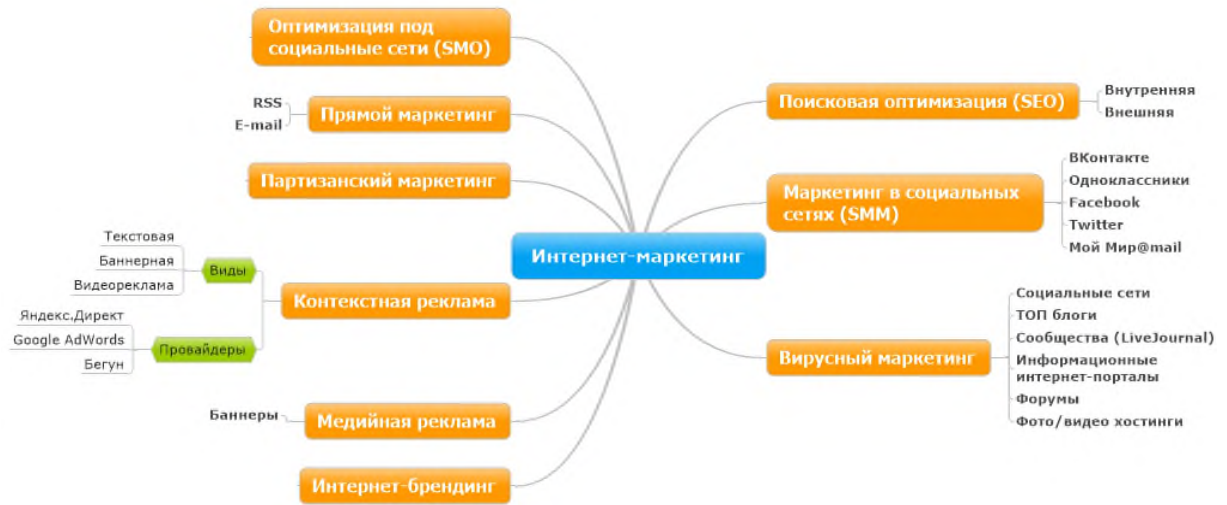 Оптимизация под
социальные сети (SMO)
RSS
E-mail
Прямой маркетинг
Партизанский маркетинг
Текстовая
Баннерная
Видеореклама
Виды
Яндекс.Директ
Google AdWords
Бегун
Провайдеры
Контекстная реклама
Баннеры
Медийная реклама
Интернет-брендинг
Интернет-маркетинг
Поисковая оптимизация (SEO)
Внутренняя
Внешняя
Маркетинг в социальных
сетях (SMM)
ВКонтакте
Одноклассники
Facebook
Twitter
Мой Мир@mail
Вирусный маркетинг
Социальные сети
ТОП блоги
Сообщества (LiveJournal)
Информационные
интернет-порталы
Форумы
Фото/видео хостинги